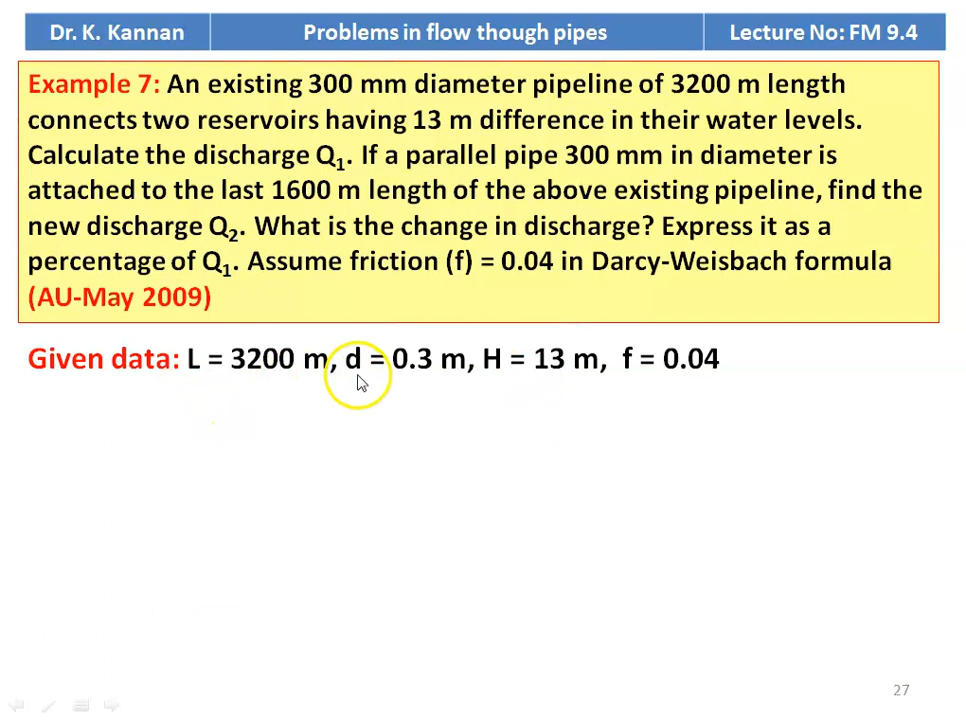 Dr. K. Kannan
Problems in flow though pipes
Lecture No: FM 9.4
Example 7: An existing 300 mm diameter pipeline of 3200 m length
connects two reservoirs having 13 m difference in their water levels.
Calculate the discharge Q₁. If a parallel pipe 300 mm in diameter is
attached to the last 1600 m length of the above existing pipeline, find the
new discharge Q₂. What is the change in discharge? Express it as a
percentage of Q₁. Assume friction (f) = 0.04 in Darcy-Weisbach formula
(AU-May 2009)
Given data: L = 3200 m, d = 0.3 m, H = 13 m, f = 0.04
27